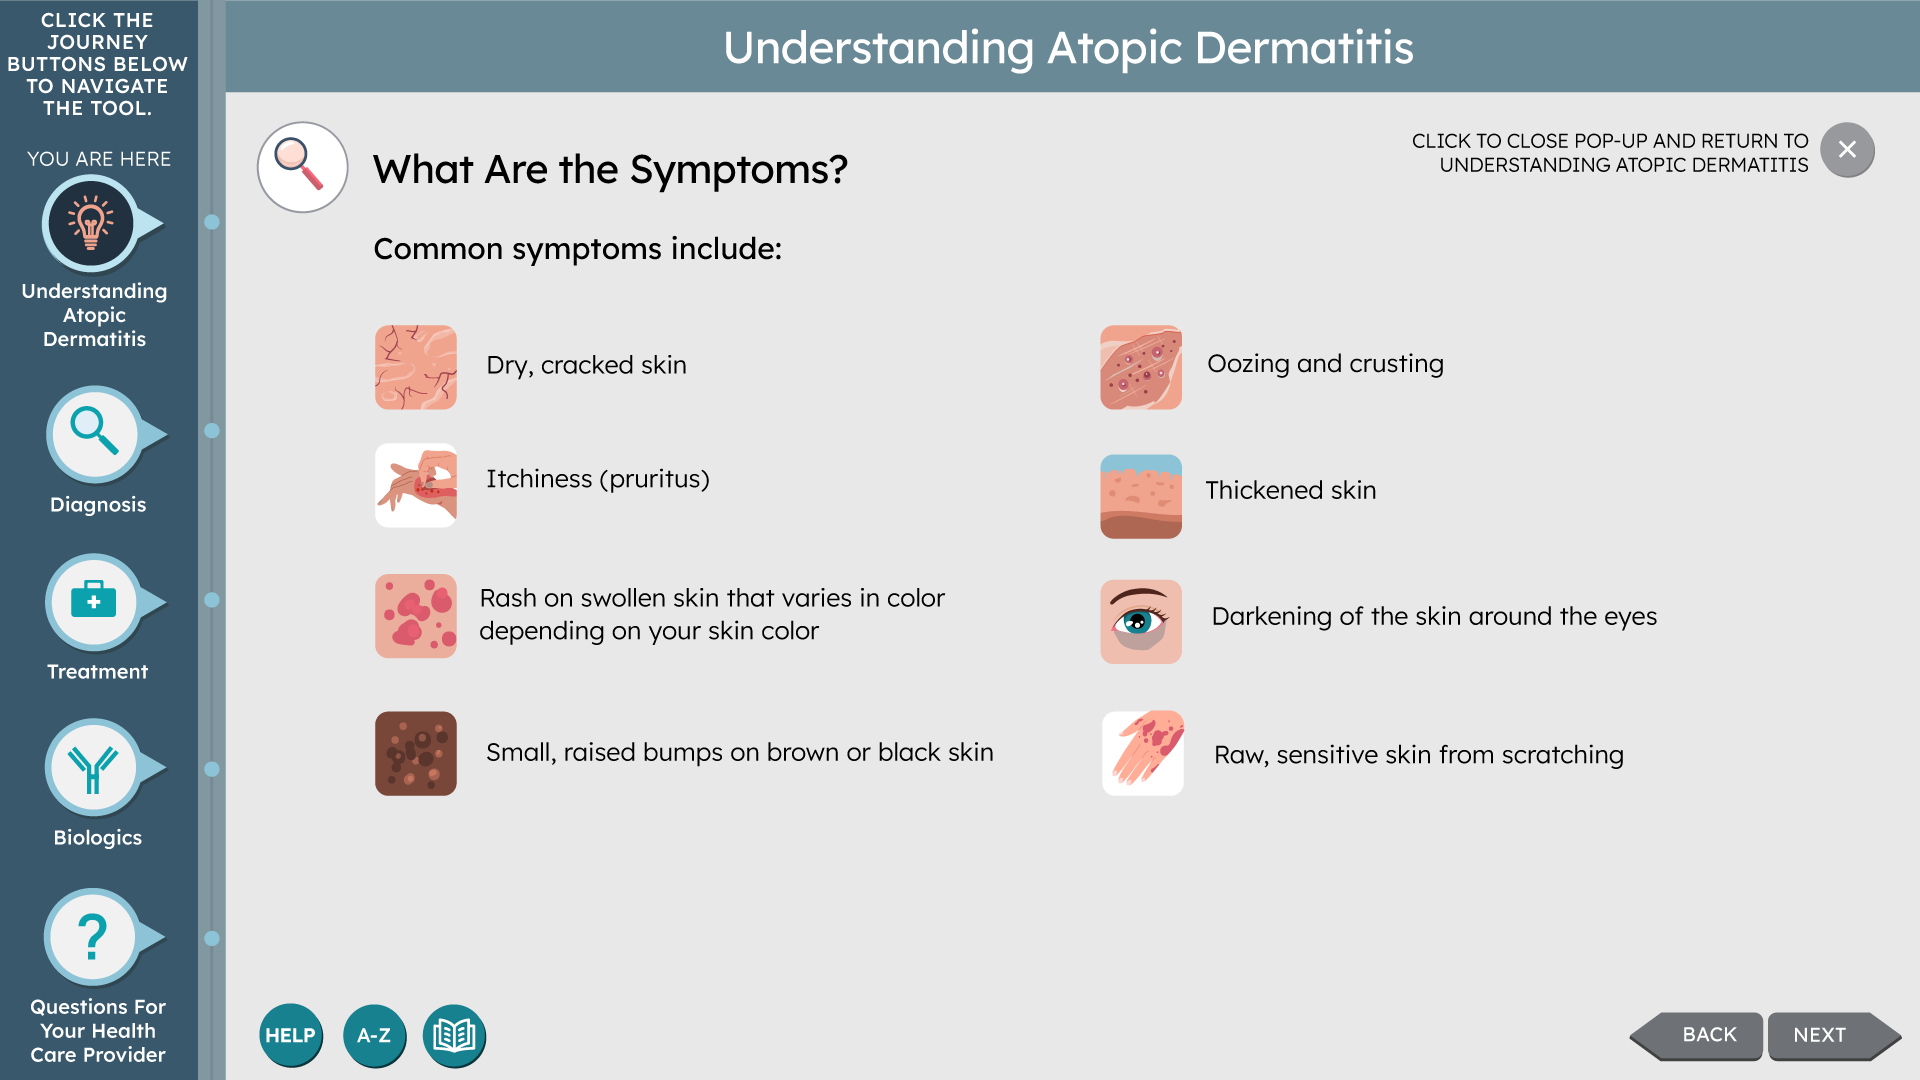 CLICK THE
JOURNEY
BUTTONS BELOW
TO NAVIGATE
THE TOOL.
YOU ARE HERE
Understanding
Atopic
Dermatitis
Diagnosis
Treatment
Biologics
?
Questions For
Your Health
Care Provider
Understanding Atopic Dermatitis
What Are the Symptoms?
CLICK TO CLOSE POP-UP AND RETURN TO
UNDERSTANDING ATOPIC DERMATITIS
Common symptoms include:
Dry, cracked skin
Itchiness (pruritus)
Rash on swollen skin that varies in color
depending on your skin color
Small, raised bumps on brown or black skin
Oozing and crusting
Thickened skin
Darkening of the skin around the eyes
Raw, sensitive skin from scratching
HELP
A-Z
BACK
NEXT